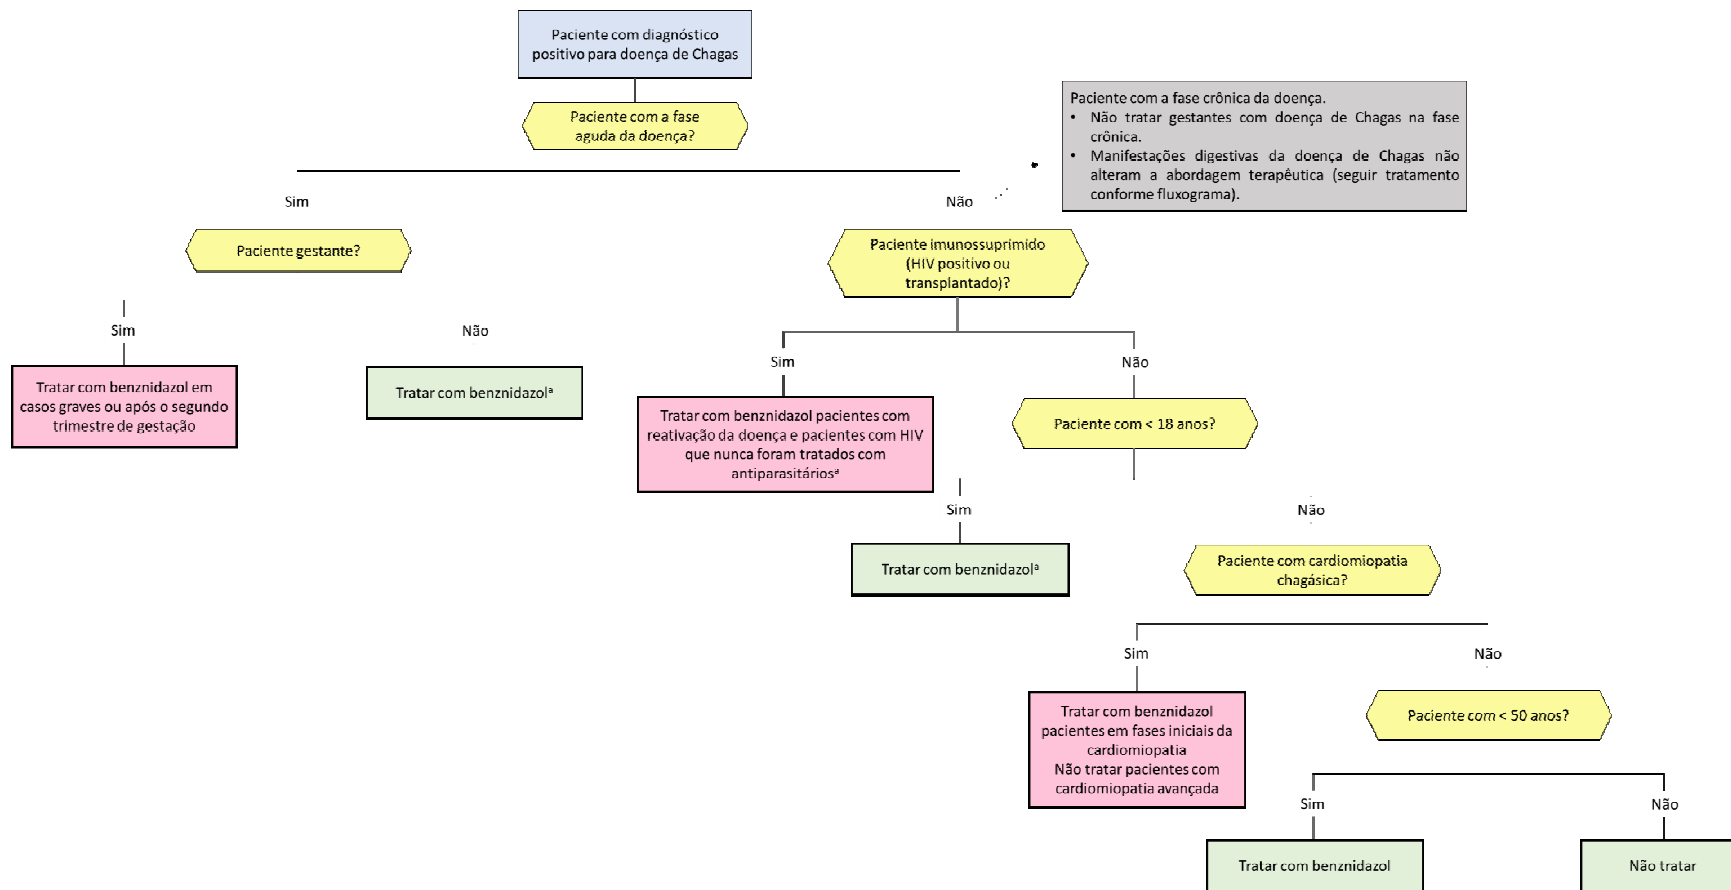 Paciente com diagnóstico
positivo para doença de Chagas
Paciente com a fase
aguda da doença?
Paciente com a fase crônica da doença.
• Não tratar gestantes com doença de Chagas na fase
crônica.
• Manifestações digestivas da doença de Chagas não
alteram a abordagem terapêutica (seguir tratamento
conforme fluxograma).
Sim
Não
Paciente gestante?
Paciente imunossuprimido
(HIV positivo ou
transplantado)?
Sim
Não
Sim
Não
Tratar com benznidazol em
casos graves ou após o segundo
trimestre de gestação
Tratar com benznidazolª
Tratar com benznidazol pacientes com
reativação da doença e pacientes com HIV
que nunca foram tratados com
antiparasitáriosª
Paciente com < 18 anos?
Sim
Não
Tratar com benznidazolª
Paciente com cardiomiopatia
chagásica?
Sim
Não
Tratar com benznidazol
pacientes em fases iniciais da
cardiomiopatia
Não tratar pacientes com
cardiomiopatia avançada
Paciente com < 50 anos?
Sim
Não
Tratar com benznidazol
Não tratar